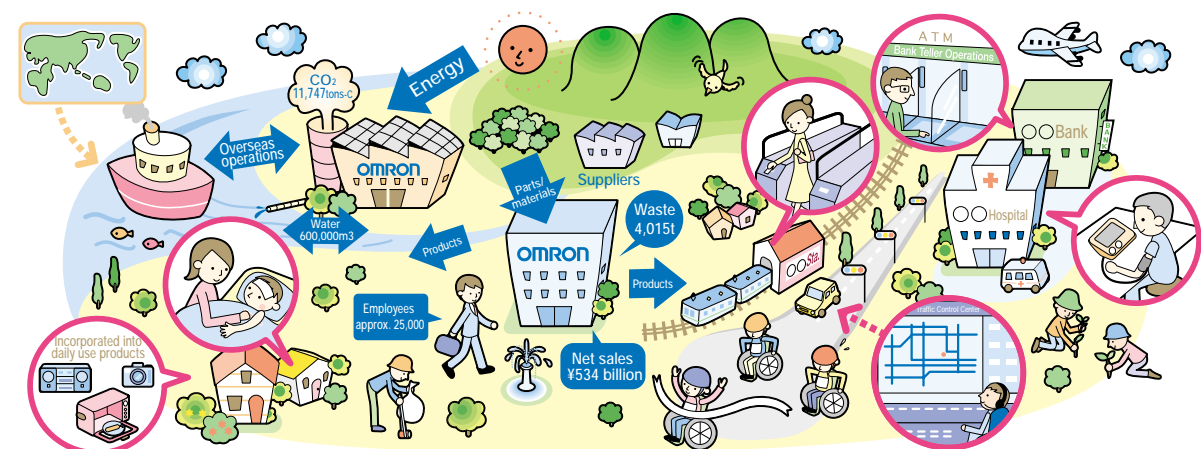 ATM
Bank Teller Operations
CO2
11,747tons-C
Energy
○○Bank
BANK
Overseas
operations
OMRON
Suppliers
Parts/
materials
○○Hospital
Waste
4,015t
Water
600,000m3
Products
OMRON
○○Sta.
Products
Employees
approx. 25,000
Traffic Control Center
Incorporated into
daily use products
Net sales
¥534 billion